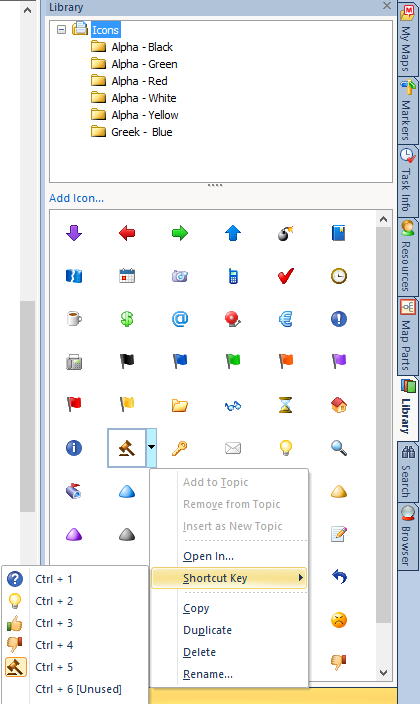 Library
Icons
Alpha - Black
Alpha - Green
Alpha - Red
Alpha - White
Alpha - Yellow
Greek -  Blue
Add Icon...
Add to Topic
Remove from Topic
Insert as New Topic
Open In...
Shortcut Key
Copy
Duplicate
Delete
Rename...
Ctrl + 1
Ctrl + 2
Ctrl + 3
Ctrl + 4
Ctrl + 5
Ctrl + 6 [Unused]
My Maps
Markers
Task Info
Resources
Map Parts
Library
Search
Browser